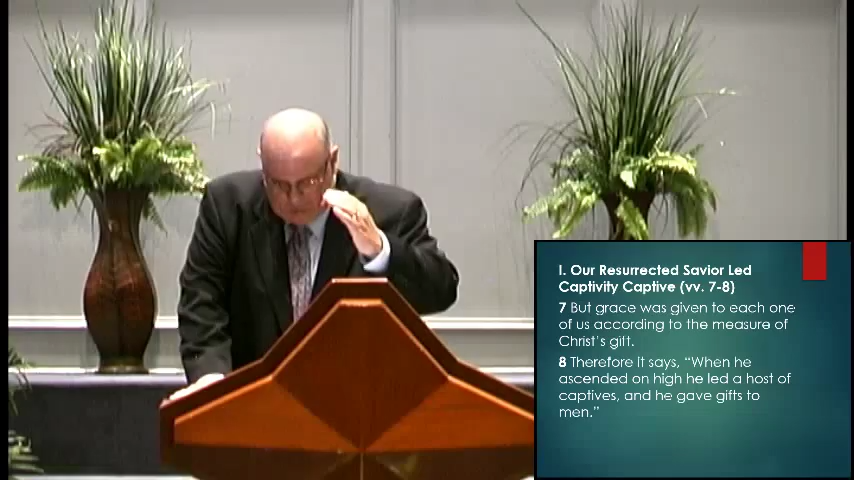 I. Our Resurrected Savior Led
Captivity Captive (vv. 7-8)
7 But grace was given to each one
of us according to the measure of
Christ's gift.
8 Therefore it says, "When he
ascended on high he led a host of
captives, and he gave gifts to
men."